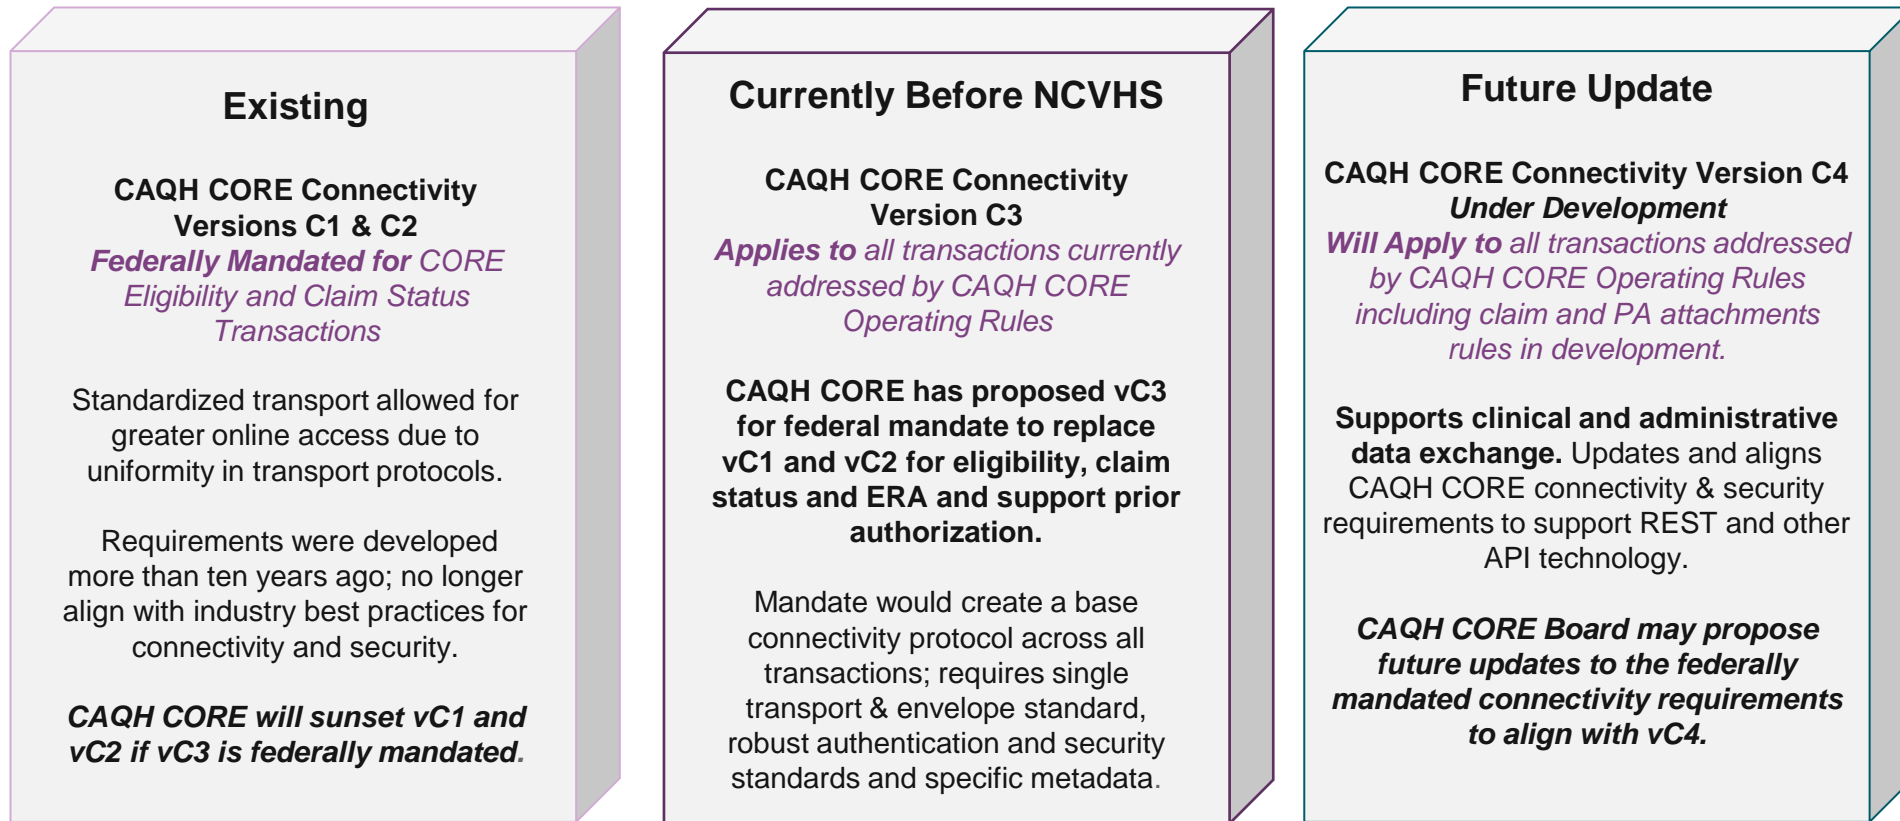 Existing
CAQH CORE Connectivity
Versions C1 & C2
Federally Mandated for CORE
Eligibility and Claim Status
Transactions
Standardized transport allowed for
greater online access due to
uniformity in transport protocols.
Requirements were developed
more than ten years ago; no longer
align with industry best practices for
connectivity and security.
CAQH CORE will sunset vC1 and
vC2 if vC3 is federally mandated.
Currently Before NCVHS
CAQH CORE Connectivity
Version C3
Applies to all transactions currently
addressed by CAQH CORE
Operating Rules
CAQH CORE has proposed vC3
for federal mandate to replace
vC1 and vC2 for eligibility, claim
status and ERA and support prior
authorization.
Mandate would create a base
connectivity protocol across all
transactions; requires single
transport & envelope standard,
robust authentication and security
standards and specific metadata.
Future Update
CAQH CORE Connectivity Version C4
Under Development
Will Apply to all transactions addressed
by CAQH CORE Operating Rules
including claim and PA attachments
rules in development.
Supports clinical and administrative
data exchange. Updates and aligns
CAQH CORE connectivity & security
requirements to support REST and other
API technology.
CAQH CORE Board may propose
future updates to the federally
mandated connectivity requirements
to align with vC4.